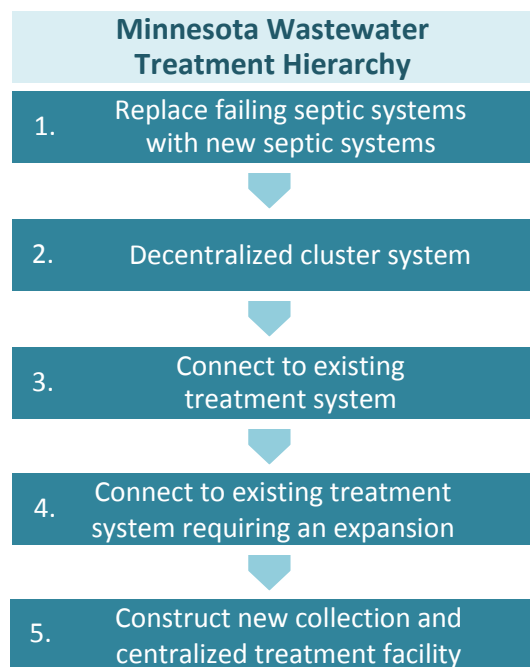 Minnesota Wastewater
Treatment Hierarchy
1. Replace failing septic systems
with new septic systems
2. Decentralized cluster system
3. Connect to existing
treatment system
4. Connect to existing treatment
system requiring an expansion
5. Construct new collection and
centralized treatment facility